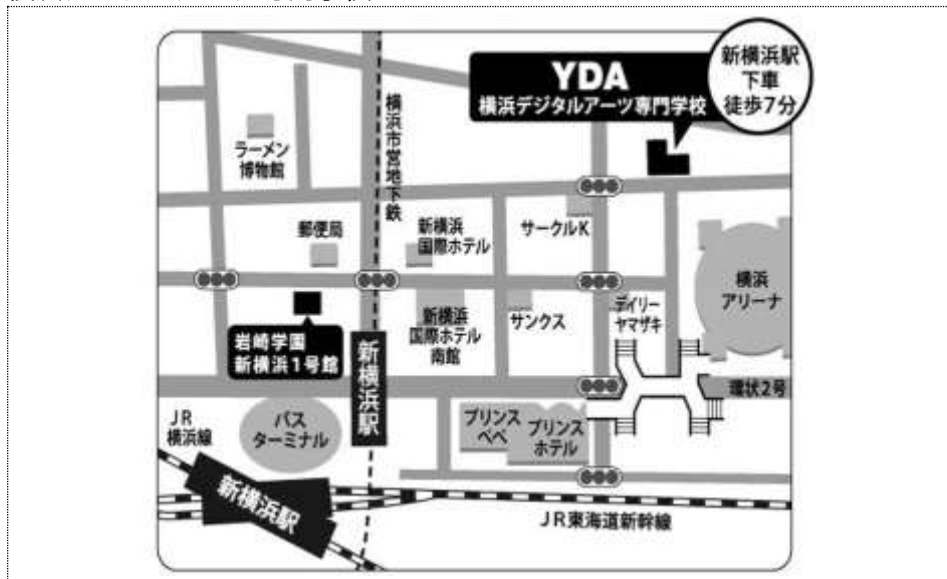 YDA
横浜デジタルアーツ専門学校
新横浜駅
下車
徒歩7分
横浜市営地下鉄
ラーメン
博物館
郵便局
新横浜
国際ホテル
サークルK
横浜
アリーナ
岩崎学園
新横浜1号館
新横浜
国際ホテル
南館
サンクス
デイリー
ヤマザキ
新横浜駅
環状2号
JR
横浜線
バス
ターミナル
プリンス
ペペ
プリンス
ホテル
新横浜駅
JR東海道新幹線